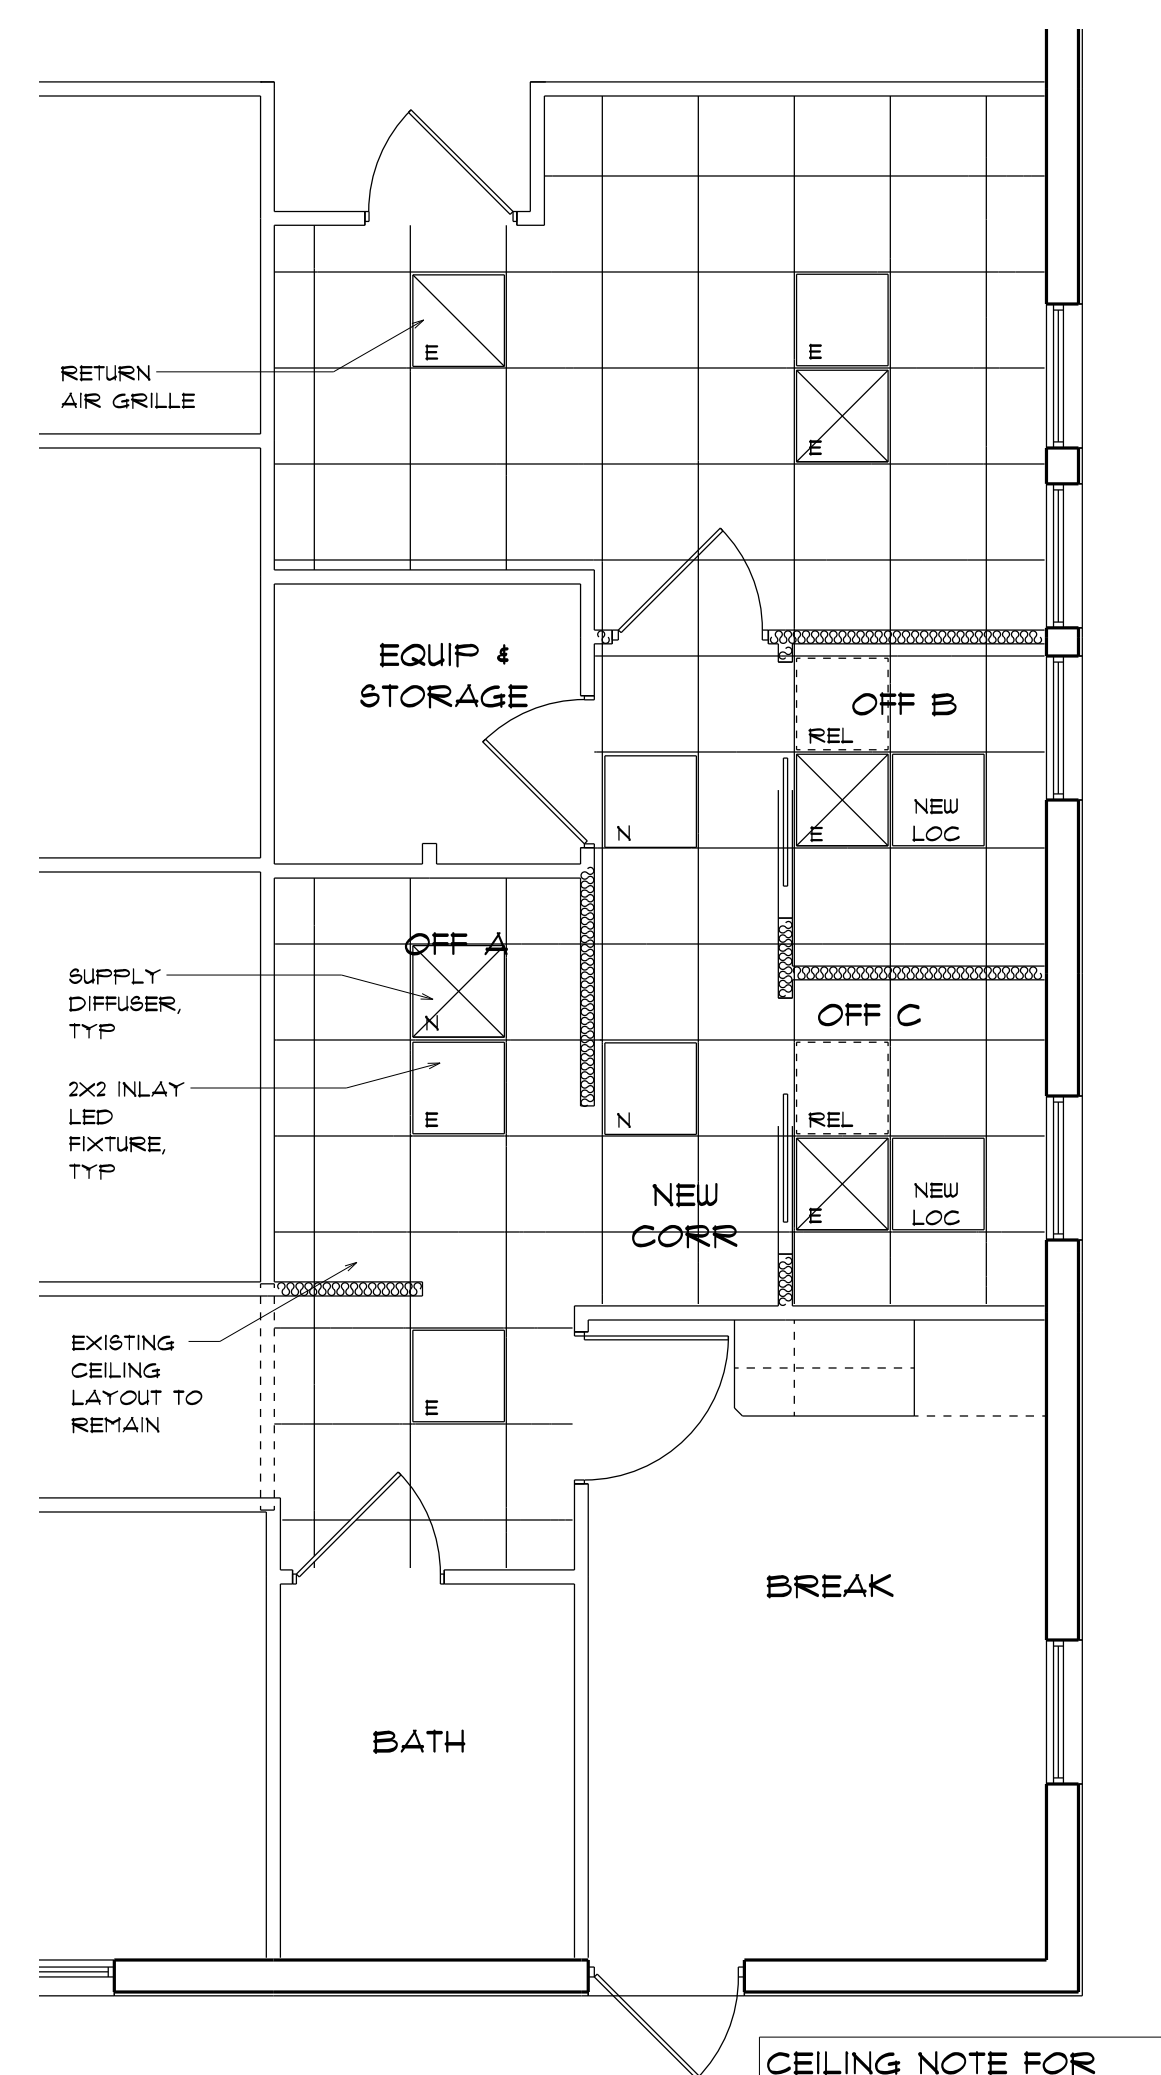 E
E
RETURN
AIR GRILLE
E
EQUIP &
STORAGE
OFF B
REL
NEW
LOC
N
E
OFF A
SUPPLY
DIFFUSER,
TYP
N
OFF C
2X2 INLAY
LED
FIXTURE,
TYP
E
N
REL
NEW
CORR
NEW
LOC
E
EXISTING
CEILING
LAYOUT TO
REMAIN
E
BREAK
BATH
CEILING NOTE FOR